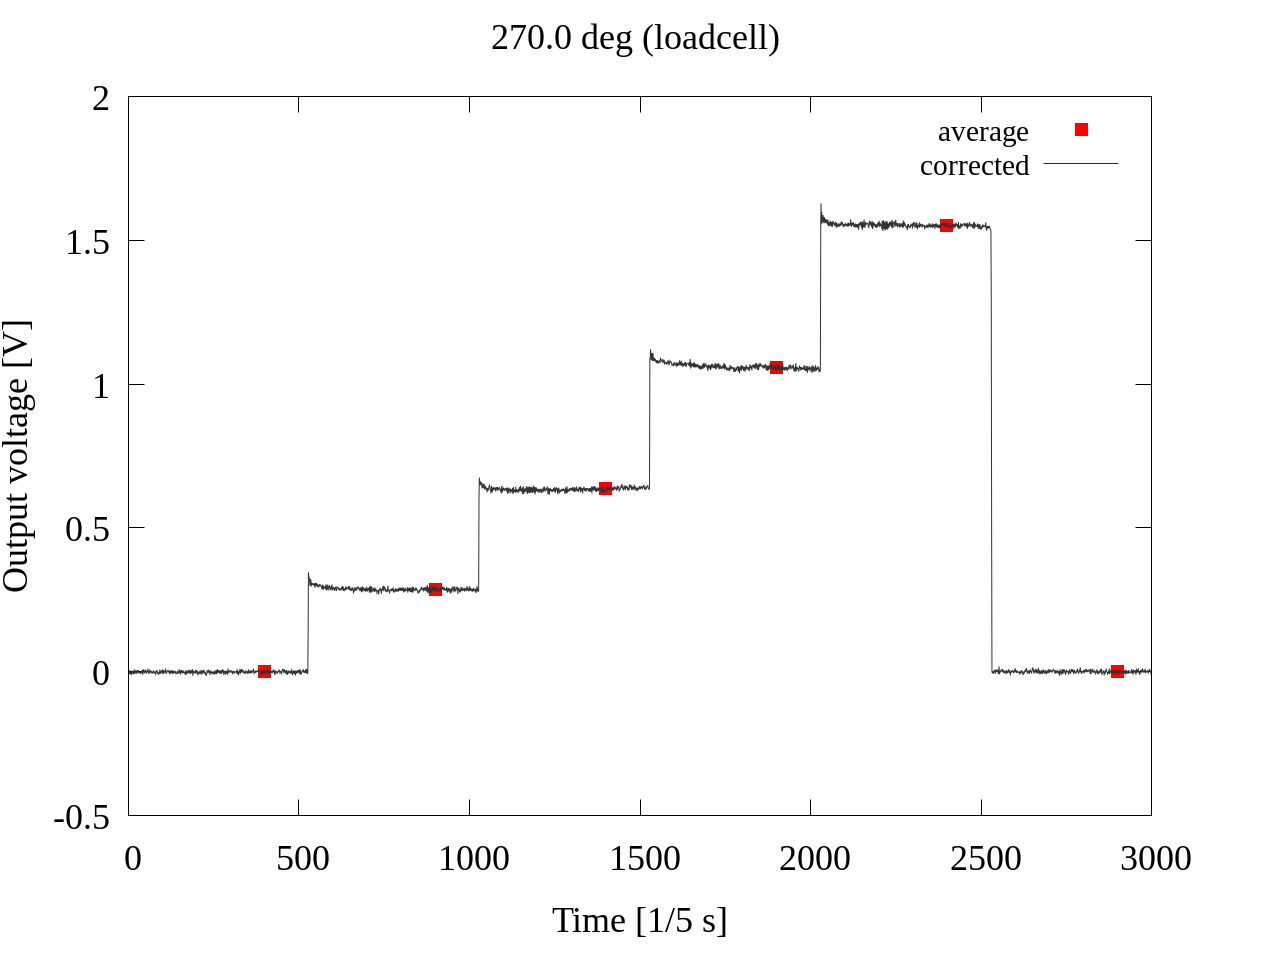 270.0 deg (loadcell)
average
corrected
2
1.5
1
0.5
0
-0.5
Output voltage [V]
0 500 1000 1500 2000 2500 3000
Time [1/5 s]